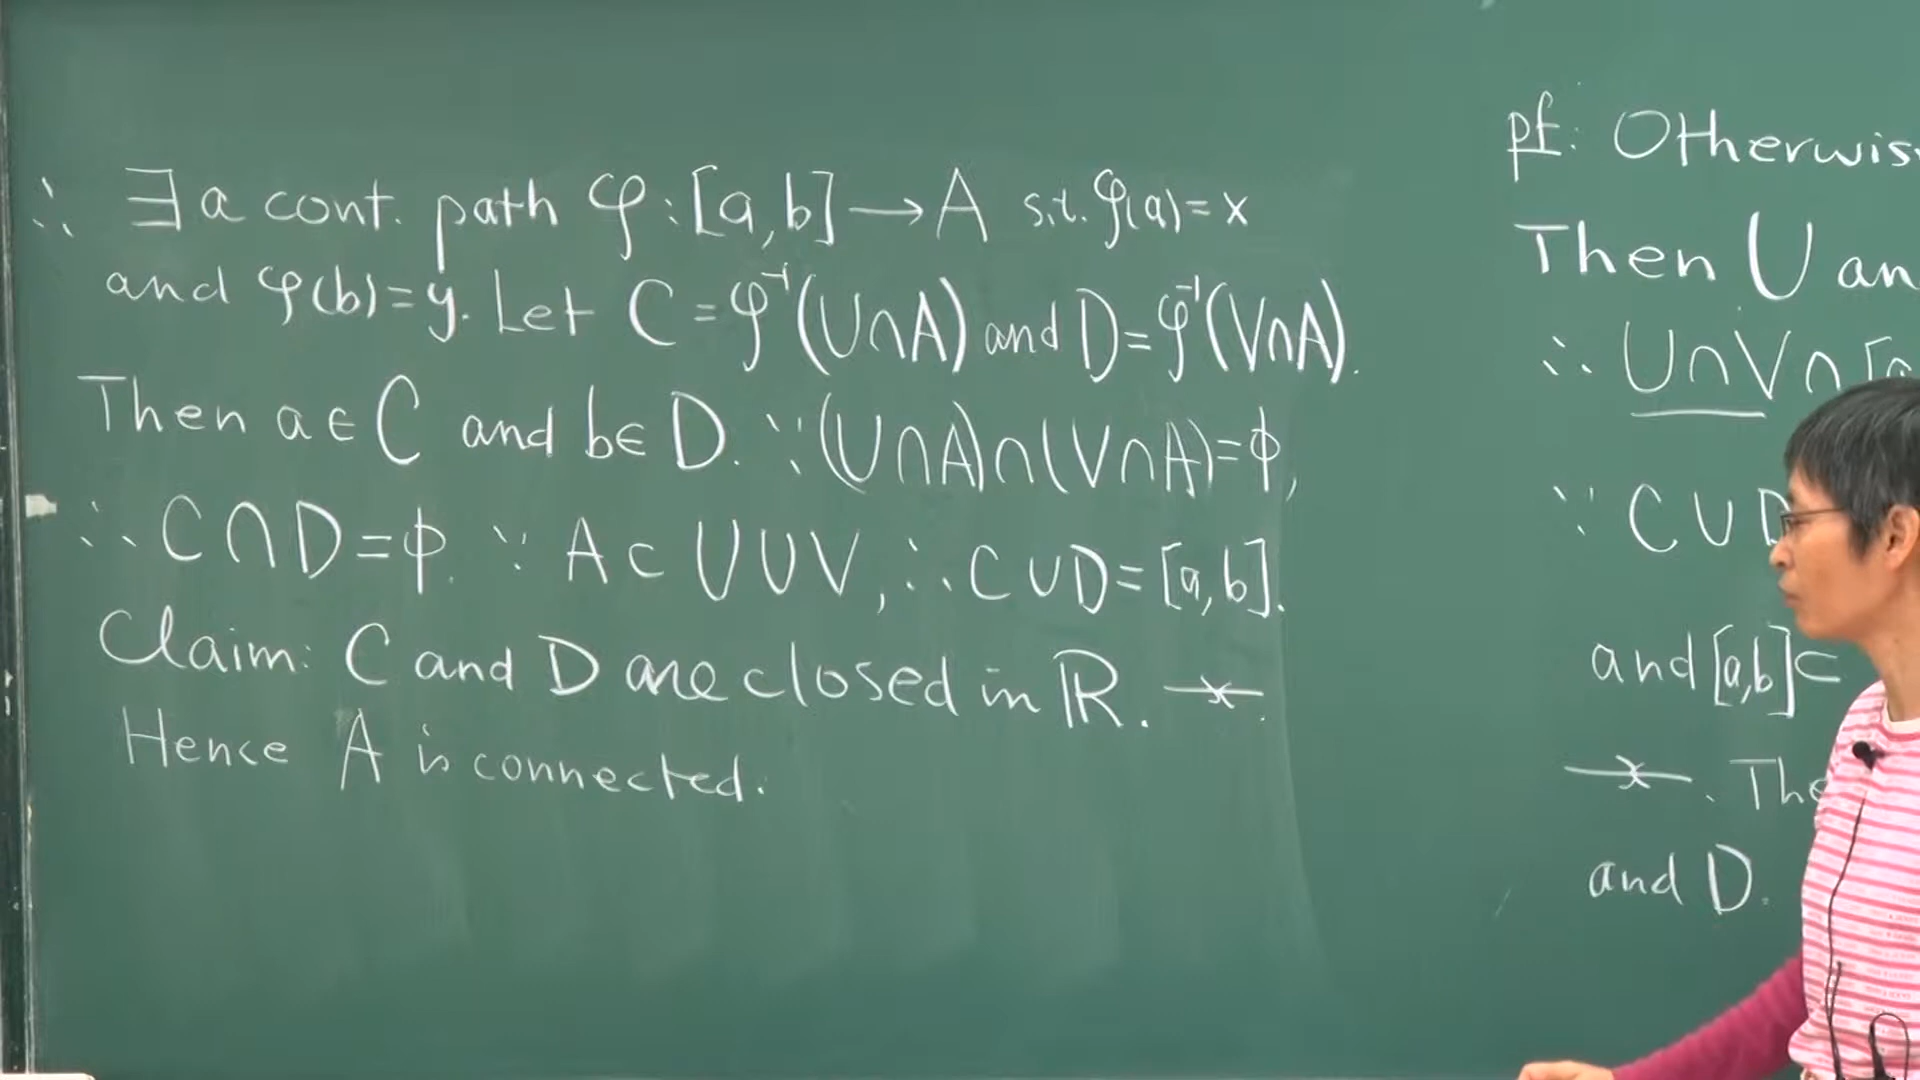 ∴ ∃ a cont. path φ: [a, b] → A s.t. φ(a) = x
and φ(b) = y. Let C = φ⁻¹(U∩A) and D = φ⁻¹(V∩A).
Then a ∈ C and b ∈ D. ∵ (U∩A)∩(V∩A) = ϕ,
∴ C∩D = ϕ. ∵ A ⊂ U∪V, ∴ C∪D = [a, b].
Claim: C and D are closed in ℝ. →×←.
Hence A is connected.
pf: Otherwis
Then U an
∴ U∩V∩[a
∵ C∪D
and [a,b] ⊂
→×←. The
and D.